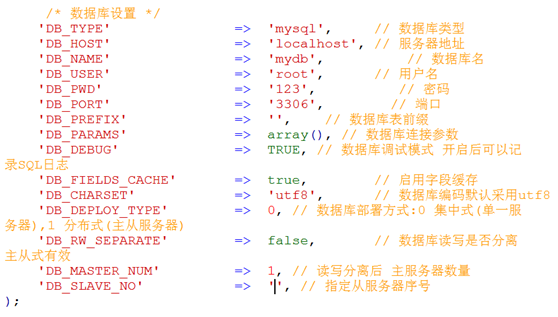 /* 数据库设置 */
'DB_TYPE' => 'mysql', // 数据库类型
'DB_HOST' => 'localhost', // 服务器地址
'DB_NAME' => 'mydb', // 数据库名
'DB_USER' => 'root', // 用户名
'DB_PWD' => '123', // 密码
'DB_PORT' => '3306', // 端口
'DB_PREFIX' => '', // 数据库表前缀
'DB_PARAMS' => array(), // 数据库连接参数
'DB_DEBUG' => TRUE, // 数据库调试模式 开启后可以记
录SQL日志
'DB_FIELDS_CACHE' => true, // 启用字段缓存
'DB_CHARSET' => 'utf8', // 数据库编码默认采用utf8
'DB_DEPLOY_TYPE' => 0, // 数据库部署方式:0 集中式(单一服
务器),1 分布式(主从服务器)
'DB_RW_SEPARATE' => false, // 数据库读写是否分离
主从式有效
'DB_MASTER_NUM' => 1, // 读写分离后 主服务器数量
'DB_SLAVE_NO' => '', // 指定从服务器序号
);